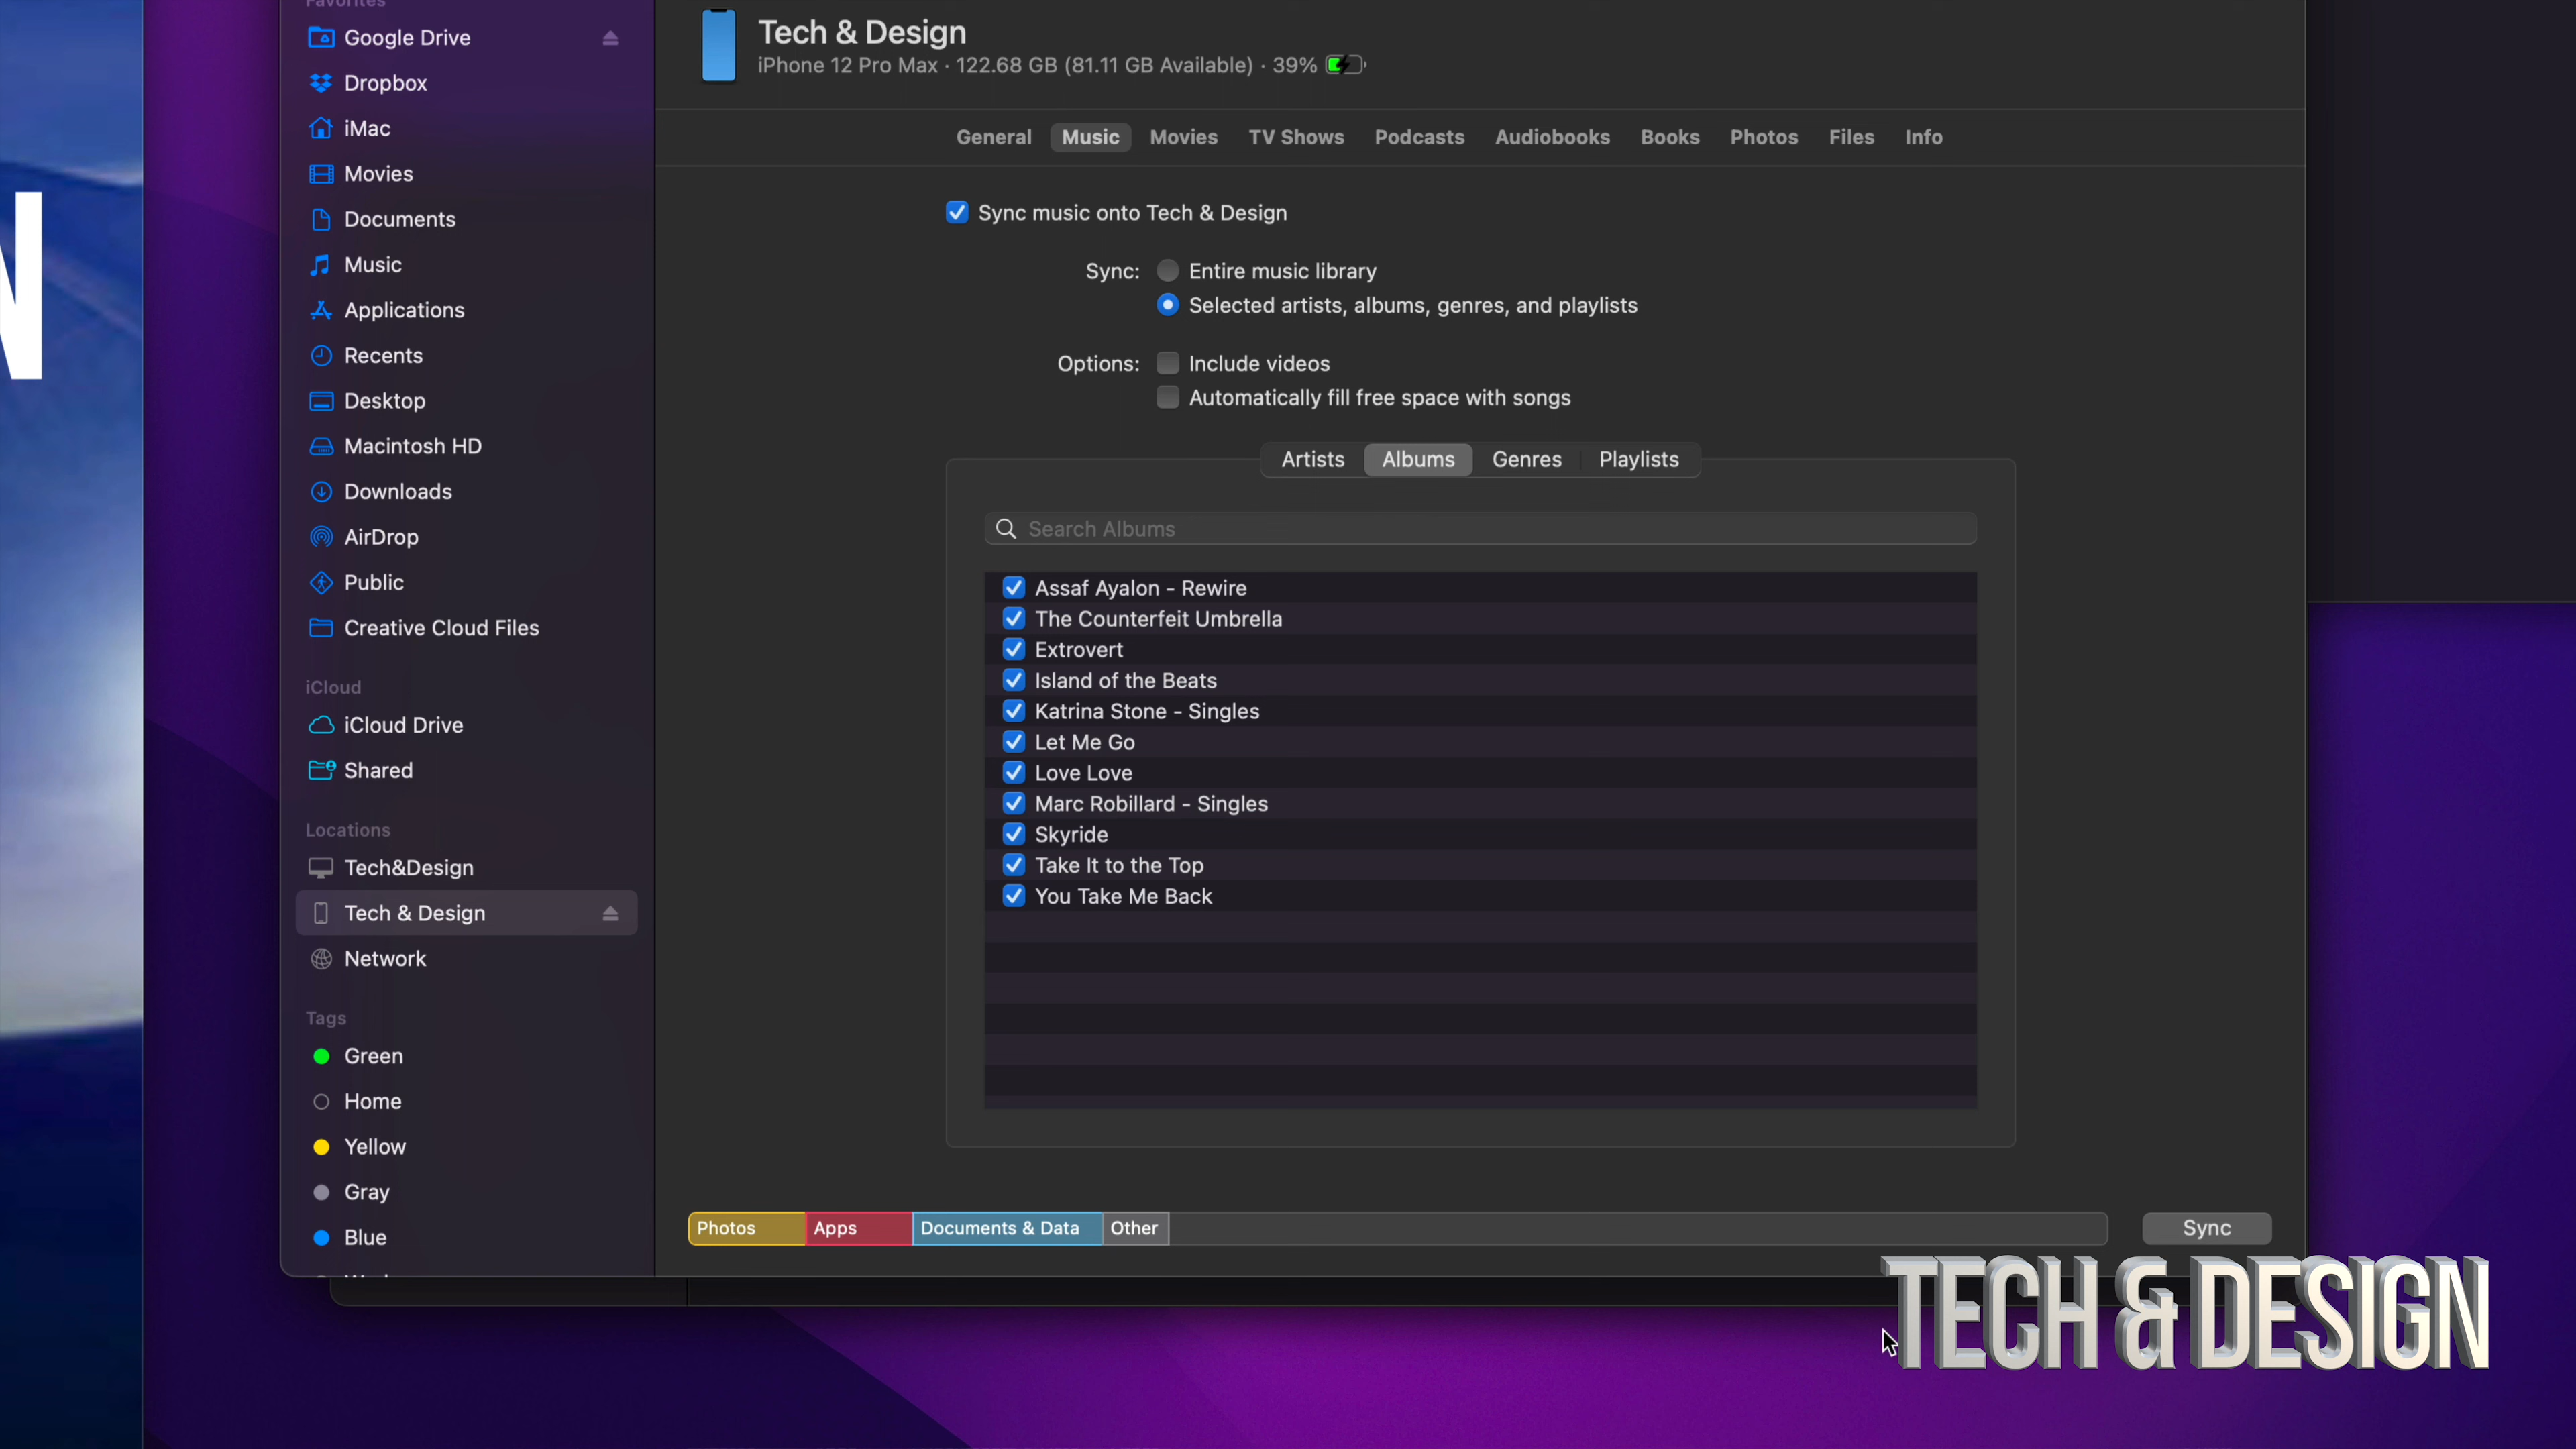 Favorites
Google Drive
Dropbox
iMac
Movies
Documents
Music
Applications
Recents
Desktop
Macintosh HD
Downloads
AirDrop
Public
Creative Cloud Files
iCloud
iCloud Drive
Shared
Locations
Tech&Design
Tech & Design
Network
Tags
Green
Home
Yellow
Gray
Blue
Tech & Design
iPhone 12 Pro Max · 122.68 GB (81.11 GB Available) · 39%
General Music Movies TV Shows Podcasts Audiobooks Books Photos Files Info
Sync music onto Tech & Design
Sync: Entire music library
Selected artists, albums, genres, and playlists
Options: Include videos
Automatically fill free space with songs
Artists Albums Genres Playlists
Search Albums
Assaf Ayalon - Rewire
The Counterfeit Umbrella
Extrovert
Island of the Beats
Katrina Stone - Singles
Let Me Go
Love Love
Marc Robillard - Singles
Skyride
Take It to the Top
You Take Me Back
Photos Apps Documents & Data Other Sync
TECH & DESIGN
N